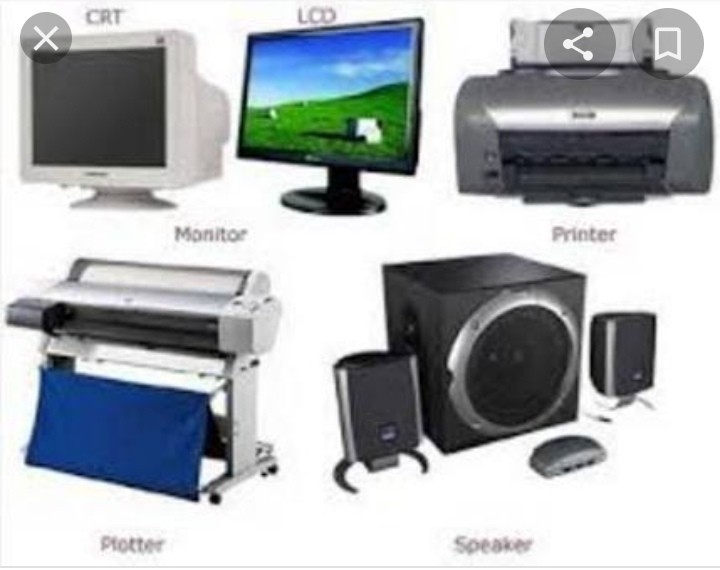 CRT
LCD
Monitor
Printer
Plotter
Speaker